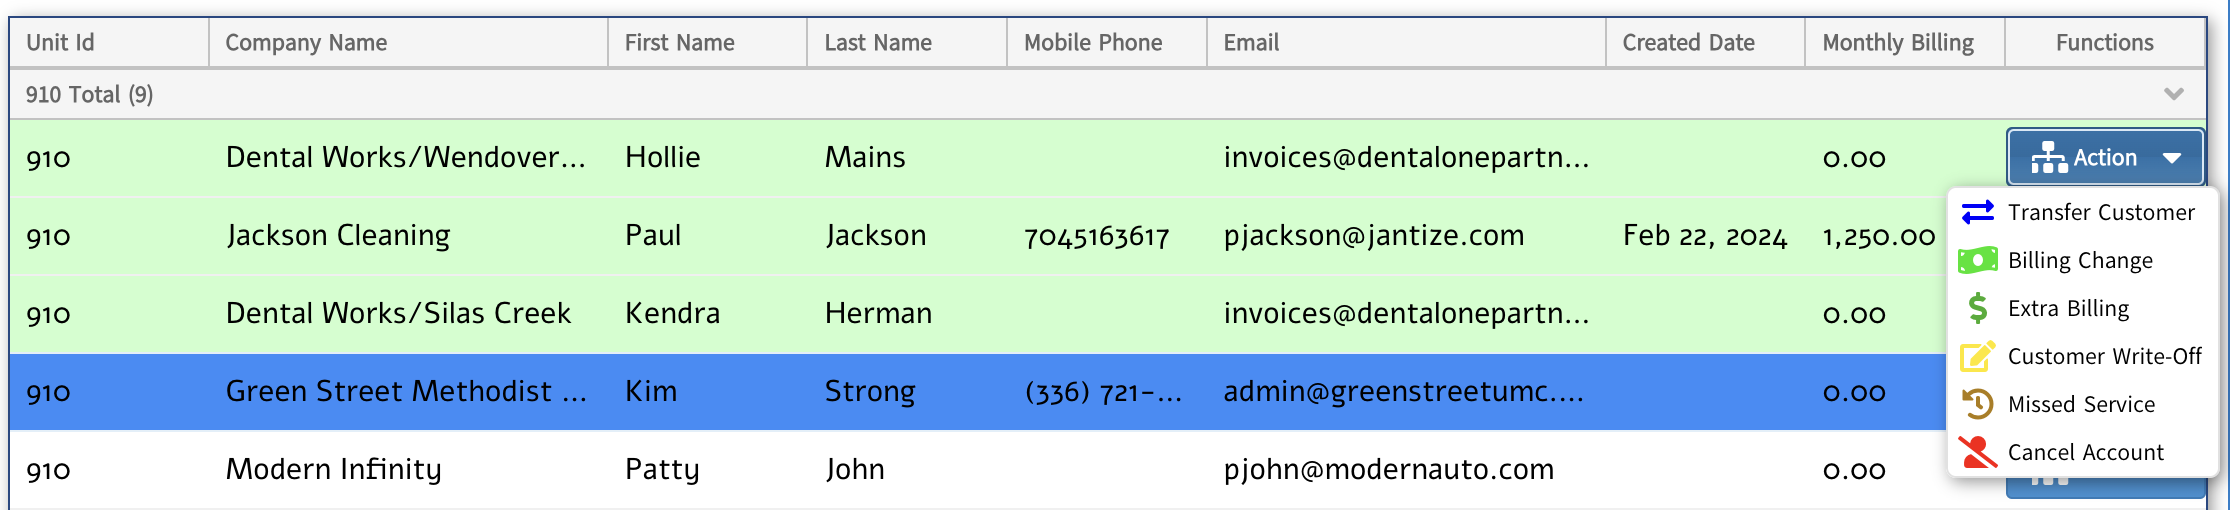 Unit Id Company Name First Name Last Name Mobile Phone Email Created Date Monthly Billing Functions
910 Total (9)
910 Dental Works/Wendover... Hollie Mains invoices@dentalonepartn... 0.00 Action
Transfer Customer
910 Jackson Cleaning Paul Jackson 7045163617 pjackson@jantize.com Feb 22, 2024 1,250.00
Billing Change
910 Dental Works/Silas Creek Kendra Herman invoices@dentalonepartn... 0.00
Extra Billing
Customer Write-Off
910 Green Street Methodist ... Kim Strong (336) 721-... admin@greenstreetumc.... 0.00
Missed Service
Cancel Account
910 Modern Infinity Patty John pjohn@modernauto.com 0.00